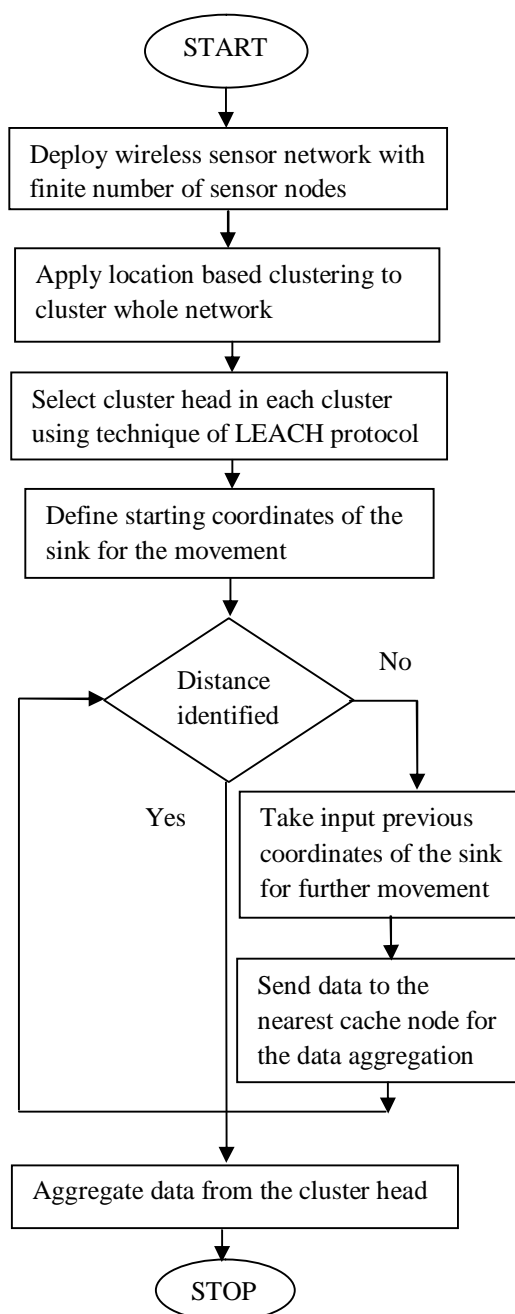 START
Deploy wireless sensor network with
finite number of sensor nodes
Apply location based clustering to
cluster whole network
Select cluster head in each cluster
using technique of LEACH protocol
Define starting coordinates of the
sink for the movement
Distance
identified
No
Yes
Take input previous
coordinates of the sink
for further movement
Send data to the
nearest cache node for
the data aggregation
Aggregate data from the cluster head
STOP